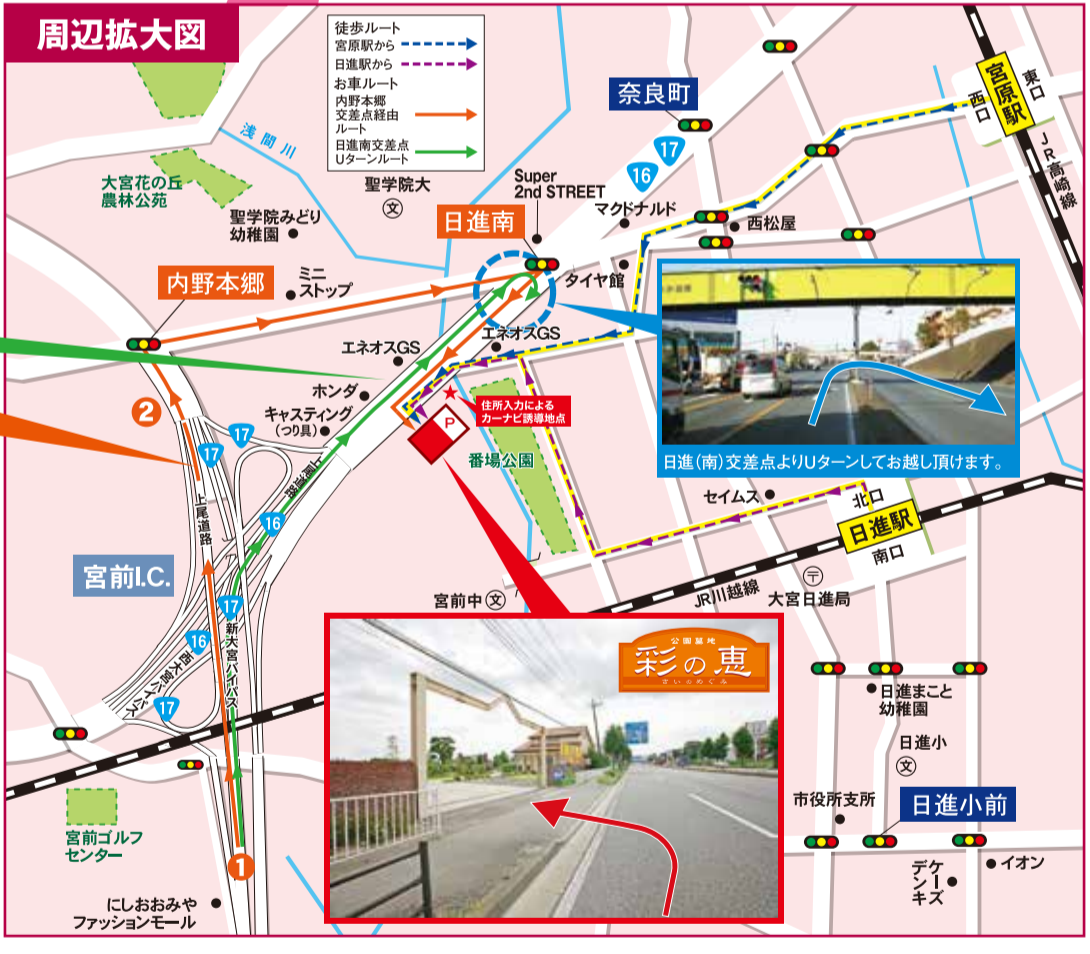 周辺拡大図
徒歩ルート
宮原駅から
日進駅から
お車ルート
内野本郷
交差点経由
ルート
日進南交差点
Uターンルート
奈良町
宮原駅
東口
西口
JR高崎線
浅間川
17
16
大宮花の丘
農林公苑
聖学院大
文
Super
2nd STREET
マクドナルド
西松屋
聖学院みどり
幼稚園
日進南
タイヤ館
内野本郷
ミニ
ストップ
エネオスGS
エネオスGS
ホンダ
キャスティング
(つり具)
2
17
17
住所入力による
カーナビ誘導地点
P
番場公園
日進(南)交差点よりUターンしてお越し頂けます。
上尾道路
上尾道路
16
セイムス
北口
日進駅
南口
宮前I.C.
17
新大宮バイパス
16
西大宮バイパス
17
宮前中
文
JR川越線
〒
大宮日進局
公園墓地
彩の恵
さいのめぐみ
日進まこと
幼稚園
日進小
文
市役所支所
日進小前
宮前ゴルフ
センター
1
ケーズ
デンキ
イオン
にしおおみや
ファッションモール